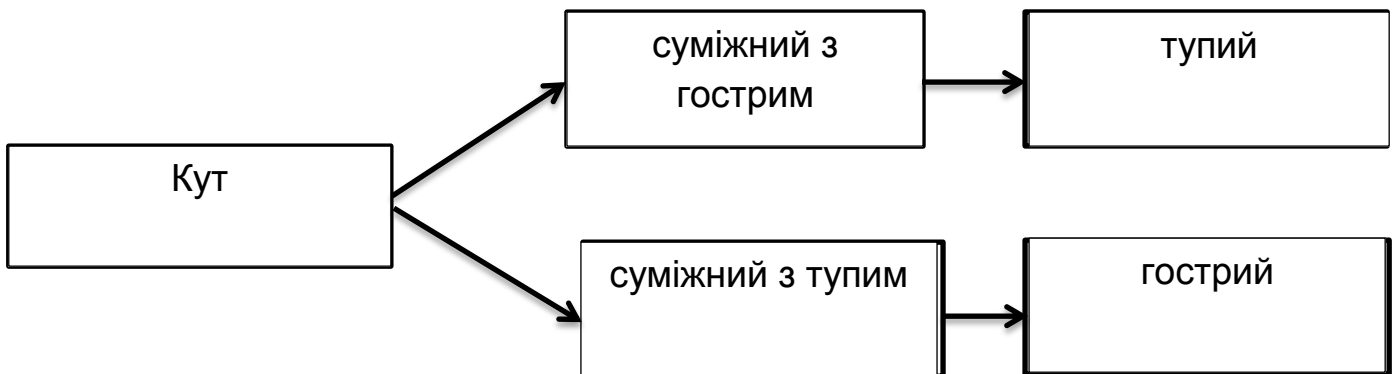 Кут
суміжний з
гострим
тупий
суміжний з тупим
гострий